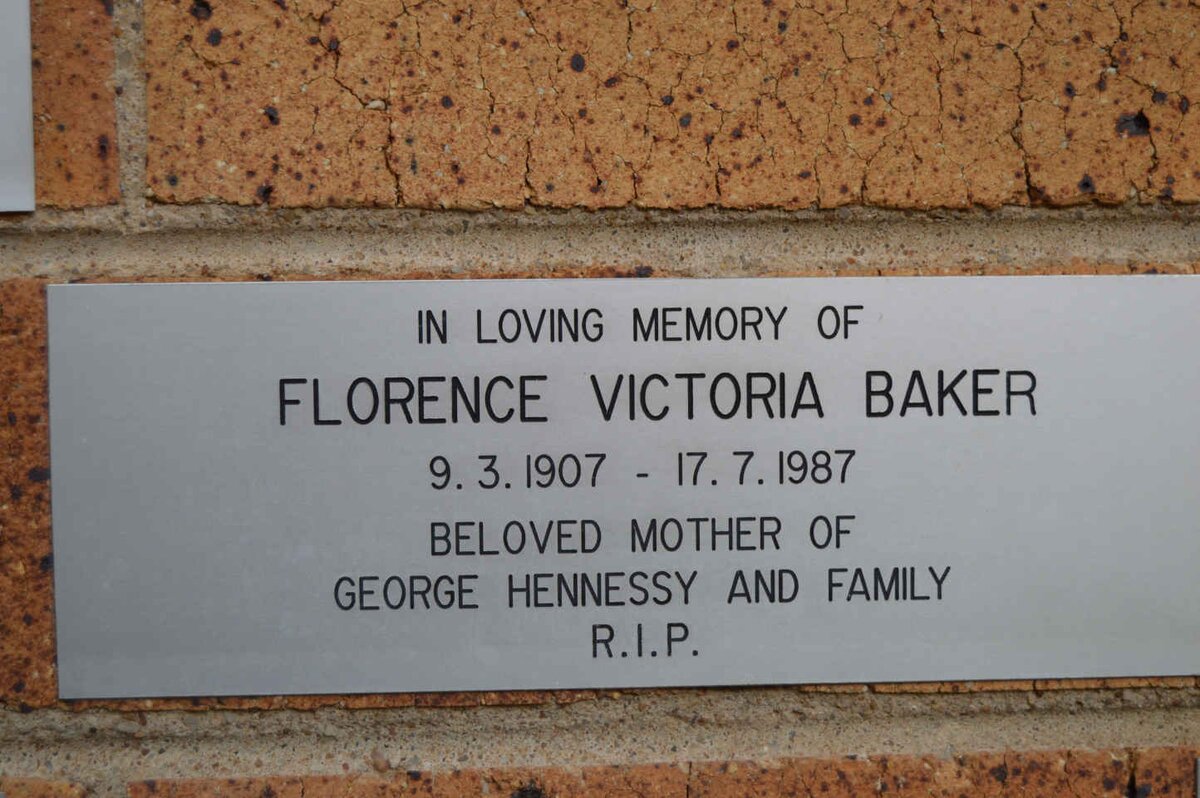 IN LOVING MEMORY OF
FLORENCE VICTORIA BAKER
9.3.1907 - 17.7.1987
BELOVED MOTHER OF
GEORGE HENNESSY AND FAMILY
R.I.P.